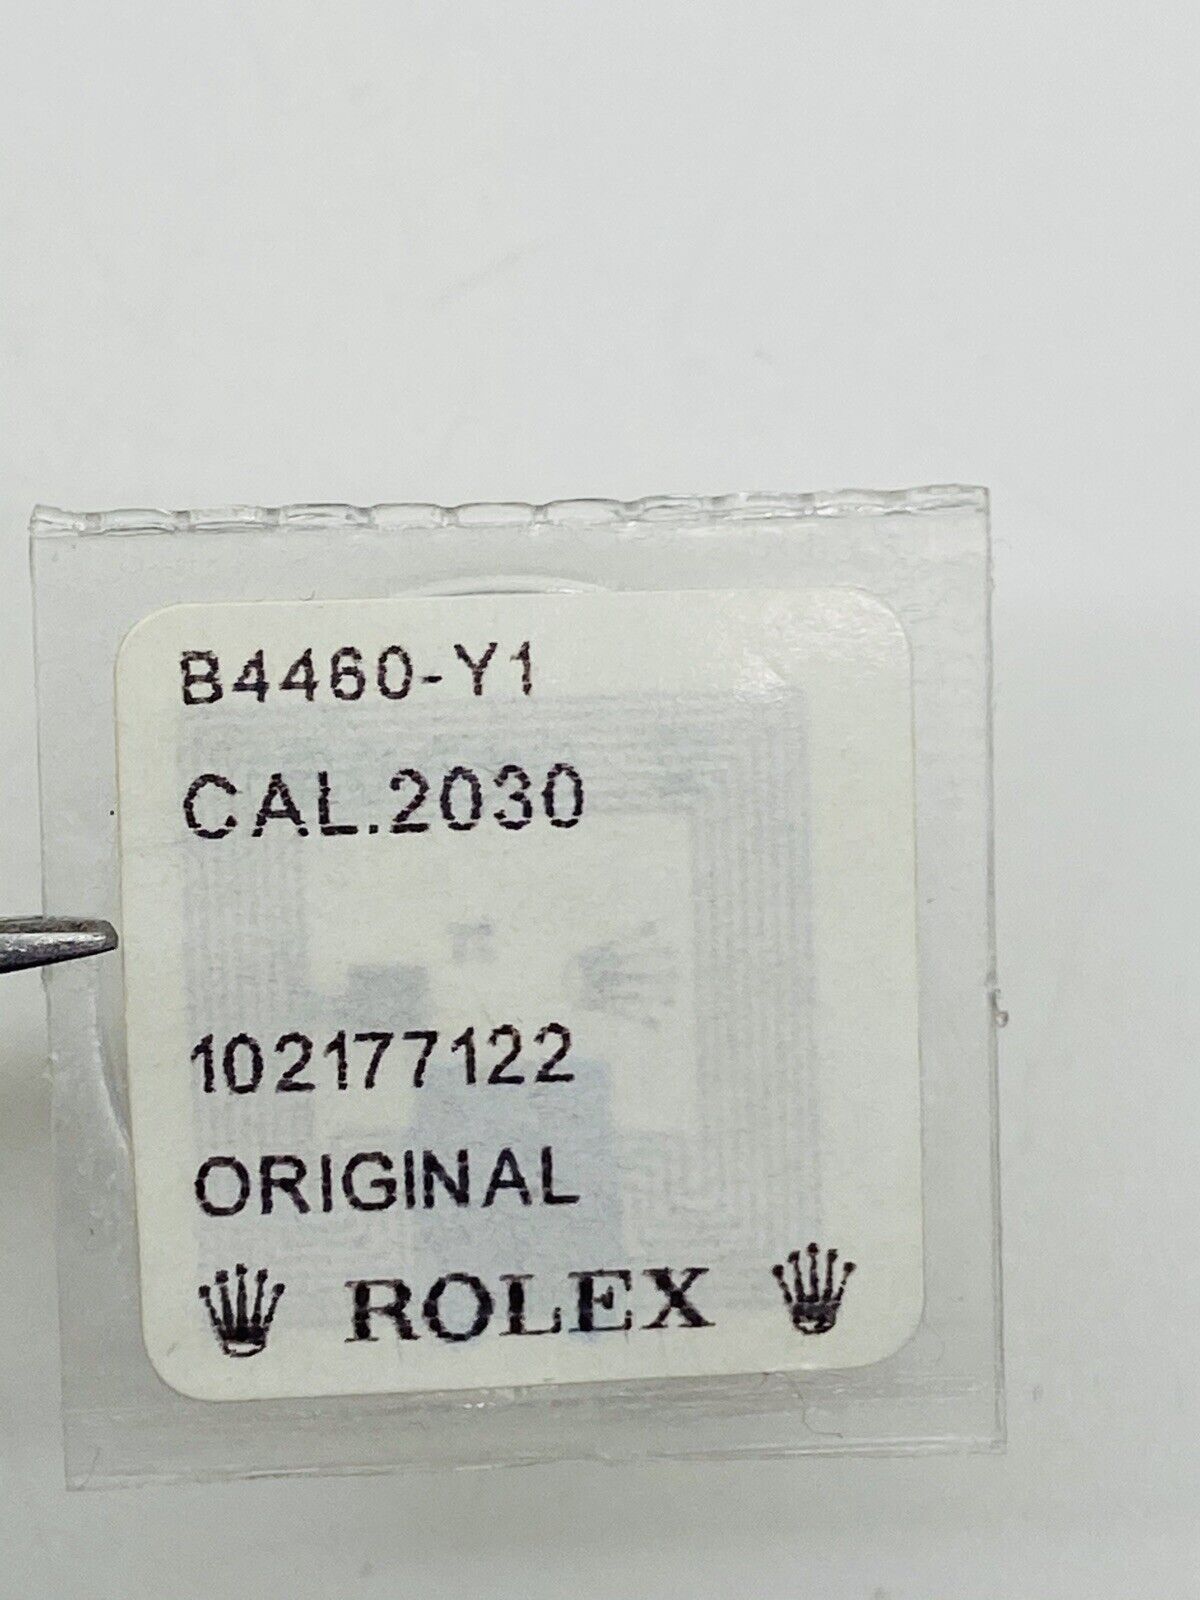 B4460-Y1
CAL.2030
102177122
ORIGINAL
ROLEX